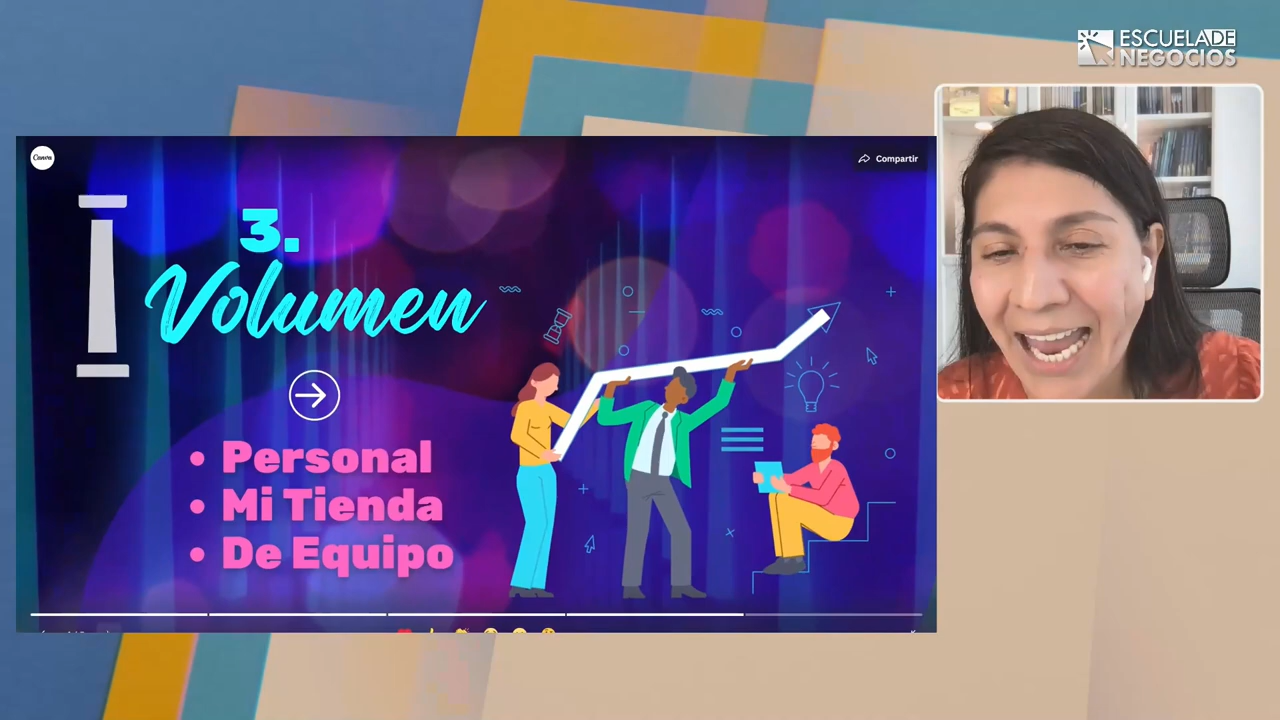 ESCUELA DE
NEGOCIOS
Canva
Compartir
3.
Volumen
• Personal
• Mi Tienda
• De Equipo